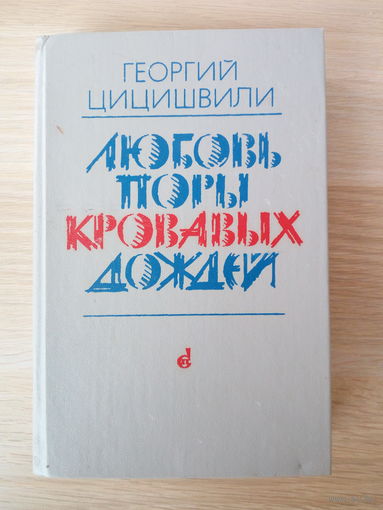 ГЕОРГИЙ
ЦИЦИШВИЛИ
ЛЮБОВЬ
ПОРЫ
КРОВАВЫХ
ДОЖДЕЙ